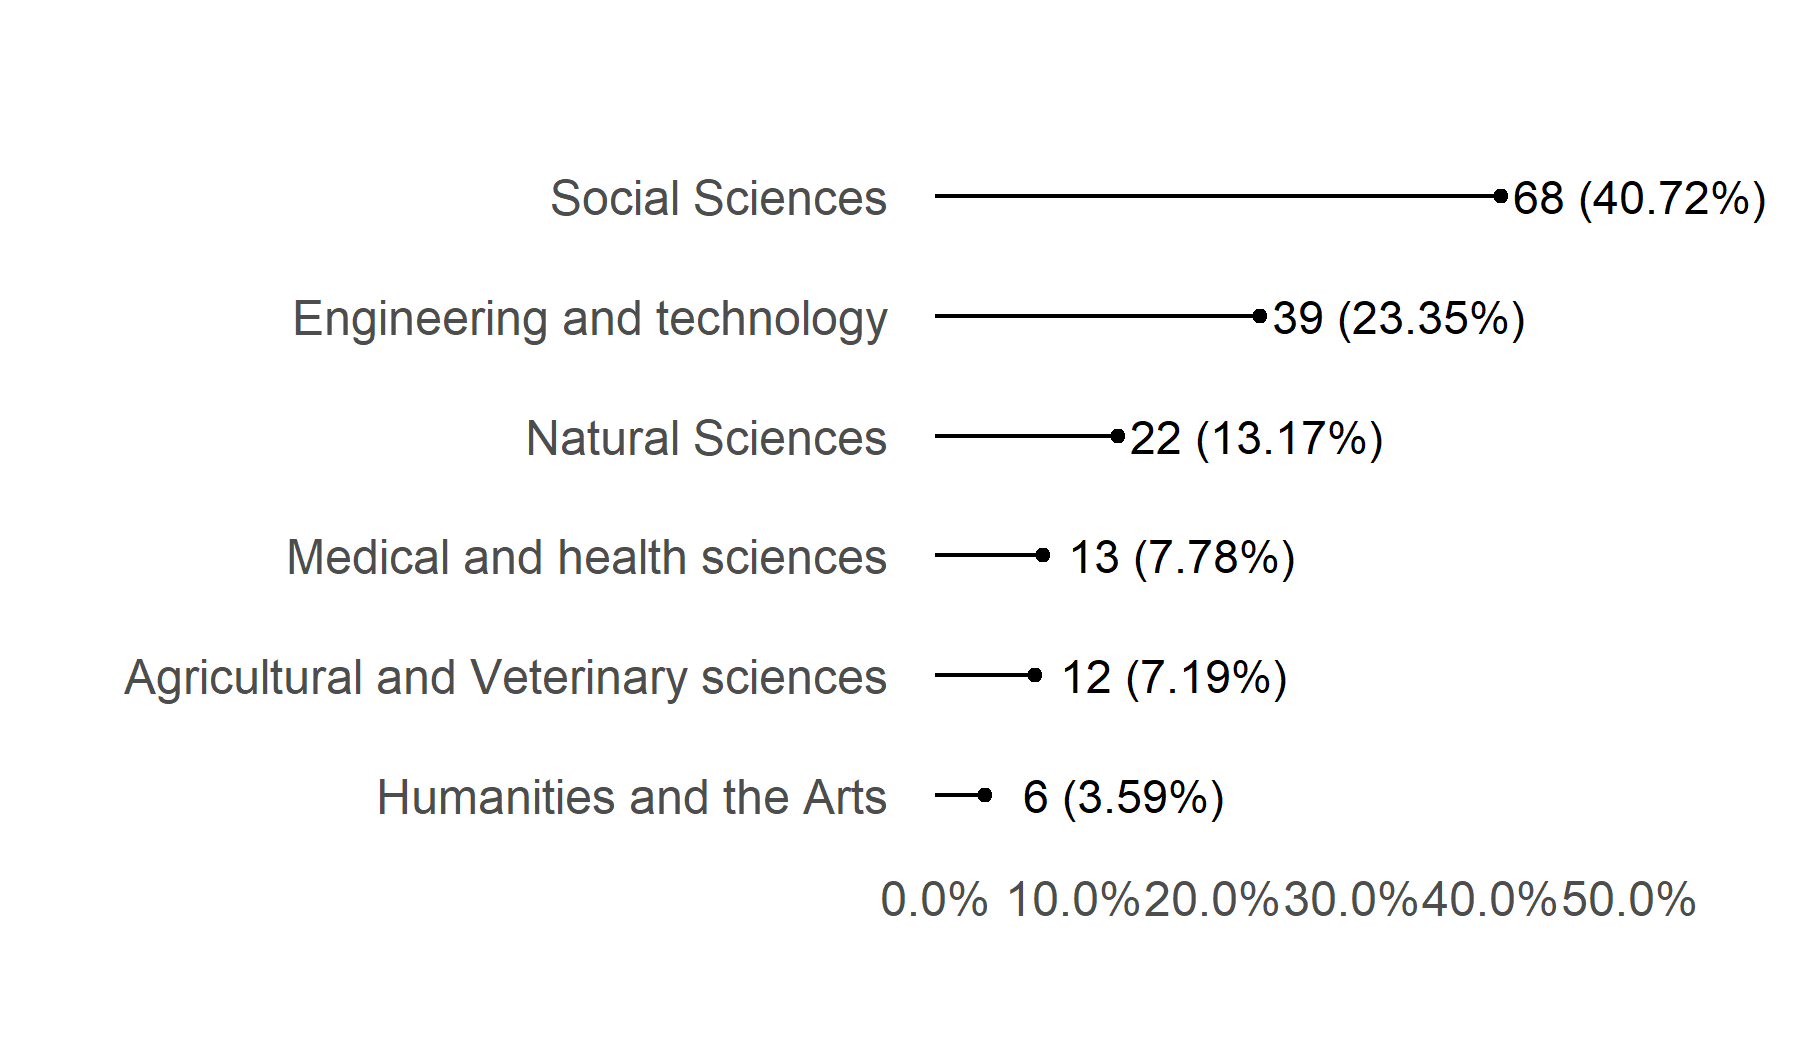 Social Sciences 68 (40.72%)
Engineering and technology 39 (23.35%)
Natural Sciences 22 (13.17%)
Medical and health sciences 13 (7.78%)
Agricultural and Veterinary sciences 12 (7.19%)
Humanities and the Arts 6 (3.59%)
0.0% 10.0% 20.0% 30.0% 40.0% 50.0%